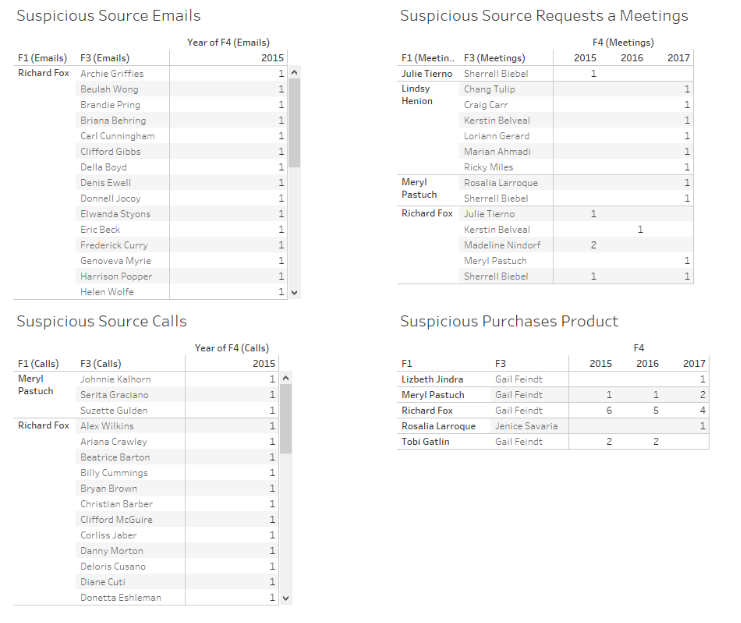 Suspicious Source Emails
Year of F4 (Emails)
F1 (Emails) F3 (Emails) 2015
Richard Fox Archie Griffies 1
Beulah Wong 1
Brandie Pring 1
Briana Behring 1
Carl Cunningham 1
Clifford Gibbs 1
Della Boyd 1
Denis Ewell 1
Donnell Jocoy 1
Elwanda Styons 1
Eric Beck 1
Frederick Curry 1
Genoveva Myrie 1
Harrison Popper 1
Helen Wolfe 1
Suspicious Source Requests a Meetings
F4 (Meetings)
F1 (Meetin.. F3 (Meetings) 2015 2016 2017
Julie Tierno Sherrell Biebel 1
Lindsy Henion Chang Tulip 1
Craig Carr 1
Kerstin Belveal 1
Loriann Gerard 1
Marian Ahmadi 1
Ricky Miles 1
Meryl Pastuch Rosalia Larroque 1
Sherrell Biebel 1
Richard Fox Julie Tierno 1
Kerstin Belveal 1
Madeline Nindorf 2
Meryl Pastuch 1
Sherrell Biebel 1 1
Suspicious Source Calls
Year of F4 (Calls)
F1 (Calls) F3 (Calls) 2015
Meryl Pastuch Johnnie Kalhorn 1
Serita Graciano 1
Suzette Gulden 1
Richard Fox Alex Wilkins 1
Ariana Crawley 1
Beatrice Barton 1
Billy Cummings 1
Bryan Brown 1
Christian Barber 1
Clifford McGuire 1
Corliss Jaber 1
Danny Morton 1
Deloris Cusano 1
Diane Cuti 1
Donetta Eshleman 1
Suspicious Purchases Product
F4
F1 F3 2015 2016 2017
Lizbeth Jindra Gail Feindt 1
Meryl Pastuch Gail Feindt 1 1 2
Richard Fox Gail Feindt 6 5 4
Rosalia Larroque Jenice Savaria 1
Tobi Gatlin Gail Feindt 2 2